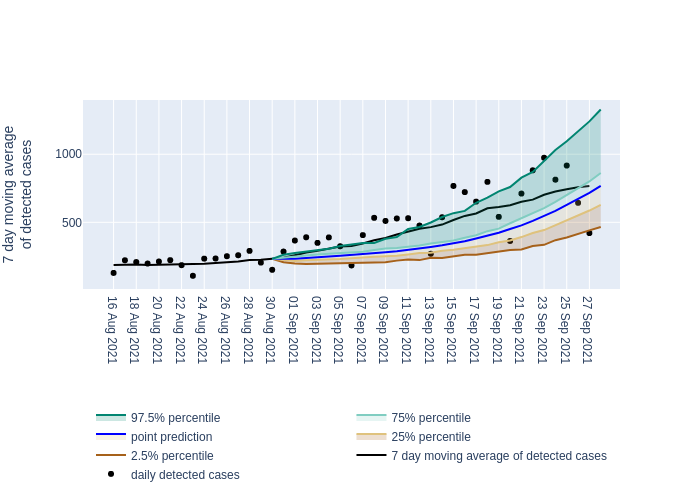 7 day moving average
of detected cases
1000
500
16 Aug 2021
18 Aug 2021
20 Aug 2021
22 Aug 2021
24 Aug 2021
26 Aug 2021
28 Aug 2021
30 Aug 2021
01 Sep 2021
03 Sep 2021
05 Sep 2021
07 Sep 2021
09 Sep 2021
11 Sep 2021
13 Sep 2021
15 Sep 2021
17 Sep 2021
19 Sep 2021
21 Sep 2021
23 Sep 2021
25 Sep 2021
27 Sep 2021
97.5% percentile
75% percentile
point prediction
25% percentile
2.5% percentile
7 day moving average of detected cases
daily detected cases